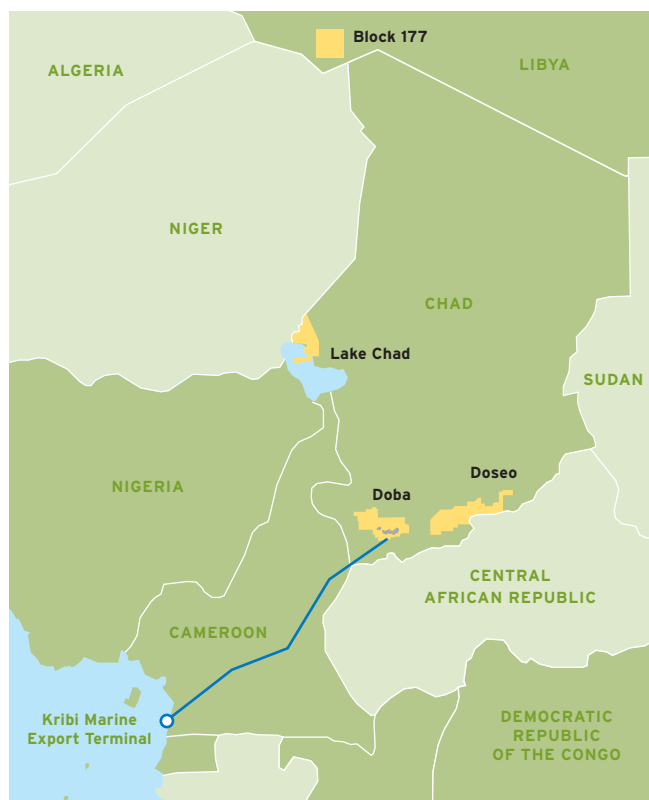 Block 177
ALGERIA
LIBYA
NIGER
CHAD
Lake Chad
SUDAN
Doseo
NIGERIA
Doba
CENTRAL
AFRICAN REPUBLIC
CAMEROON
Kribi Marine
Export Terminal
DEMOCRATIC
REPUBLIC
OF THE CONGO